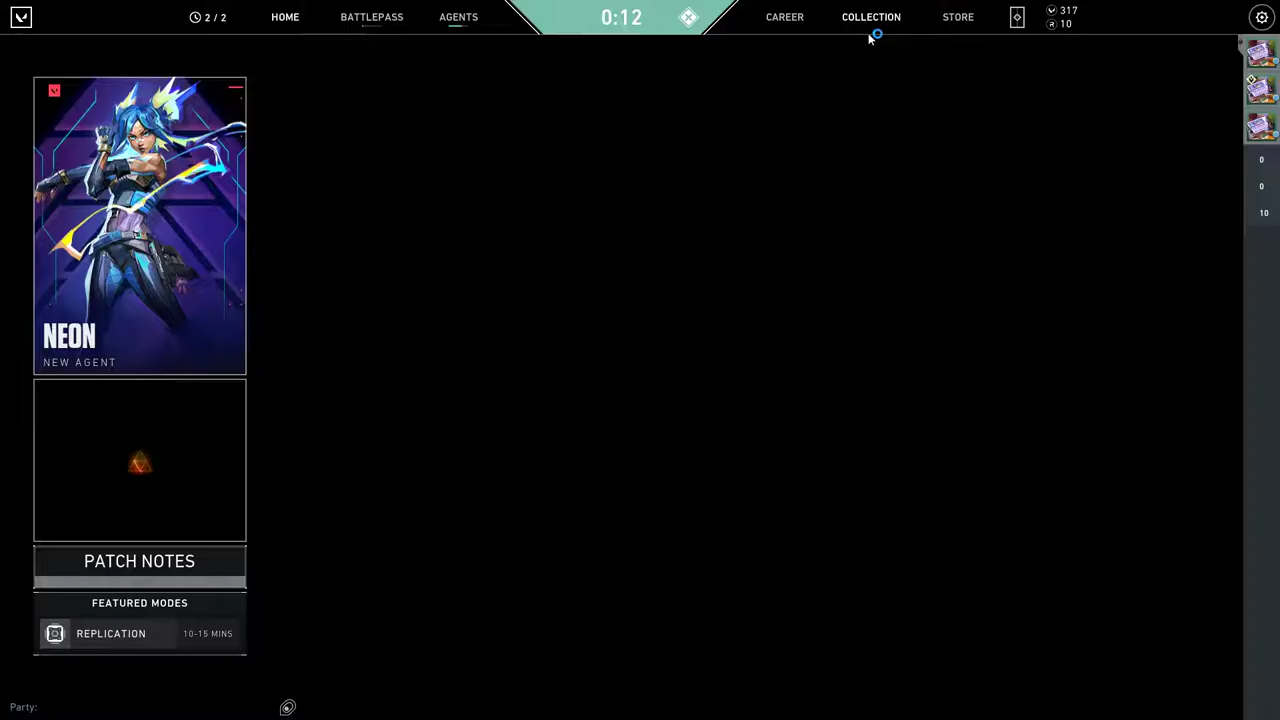 2 / 2
HOME
BATTLEPASS
AGENTS
0:12
CAREER
COLLECTION
STORE
317
R 10
NEON
NEW AGENT
PATCH NOTES
FEATURED MODES
REPLICATION
10-15 MINS
0
0
10
Party: